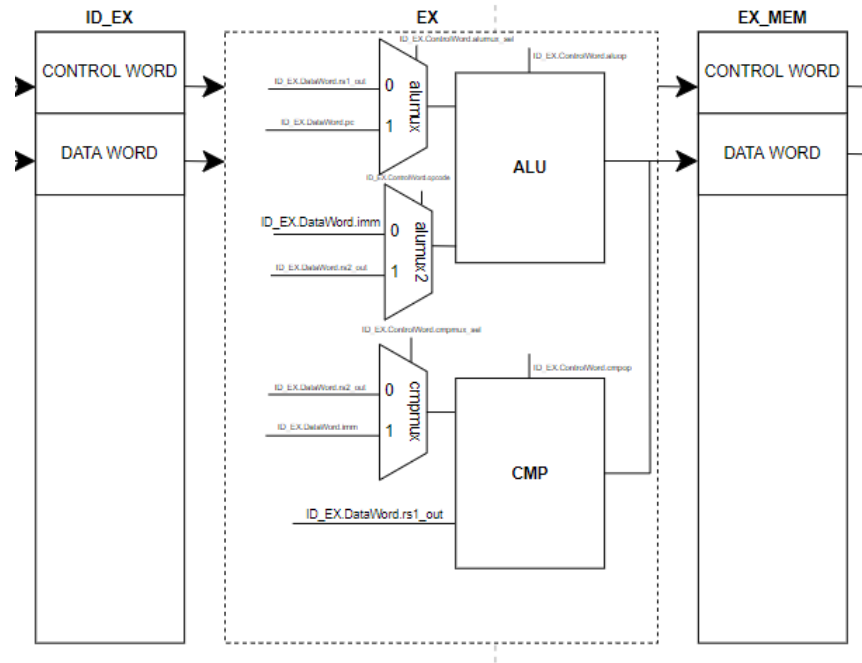 ID_EX
EX
EX_MEM
CONTROL WORD
DATA WORD
ID_EX.ControlWord.alumux_sel
ID_EX.DataWord.rs1_out
0
ID_EX.DataWord.pc
1
alumux
ID_EX.ControlWord.aluop
ALU
ID_EX.ControlWord.opcode
ID_EX.DataWord.imm
0
ID_EX.DataWord.rs2_out
1
alumux2
ID_EX.ControlWord.cmpmux_sel
ID_EX.DataWord.rs2_out
0
ID_EX.DataWord.imm
1
cmpmux
ID_EX.ControlWord.cmpop
CMP
ID_EX.DataWord.rs1_out
CONTROL WORD
DATA WORD